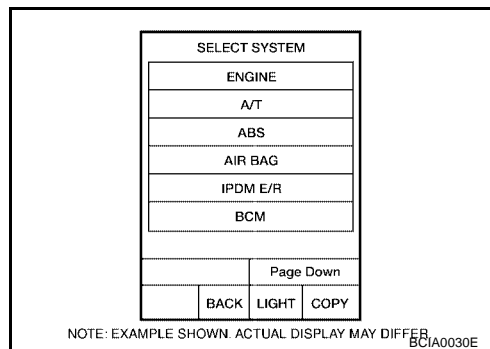 SELECT SYSTEM
ENGINE
A/T
ABS
AIR BAG
IPDM E/R
BCM
Page Down
BACK LIGHT COPY
NOTE: EXAMPLE SHOWN. ACTUAL DISPLAY MAY DIFFER.
BCIA0030E